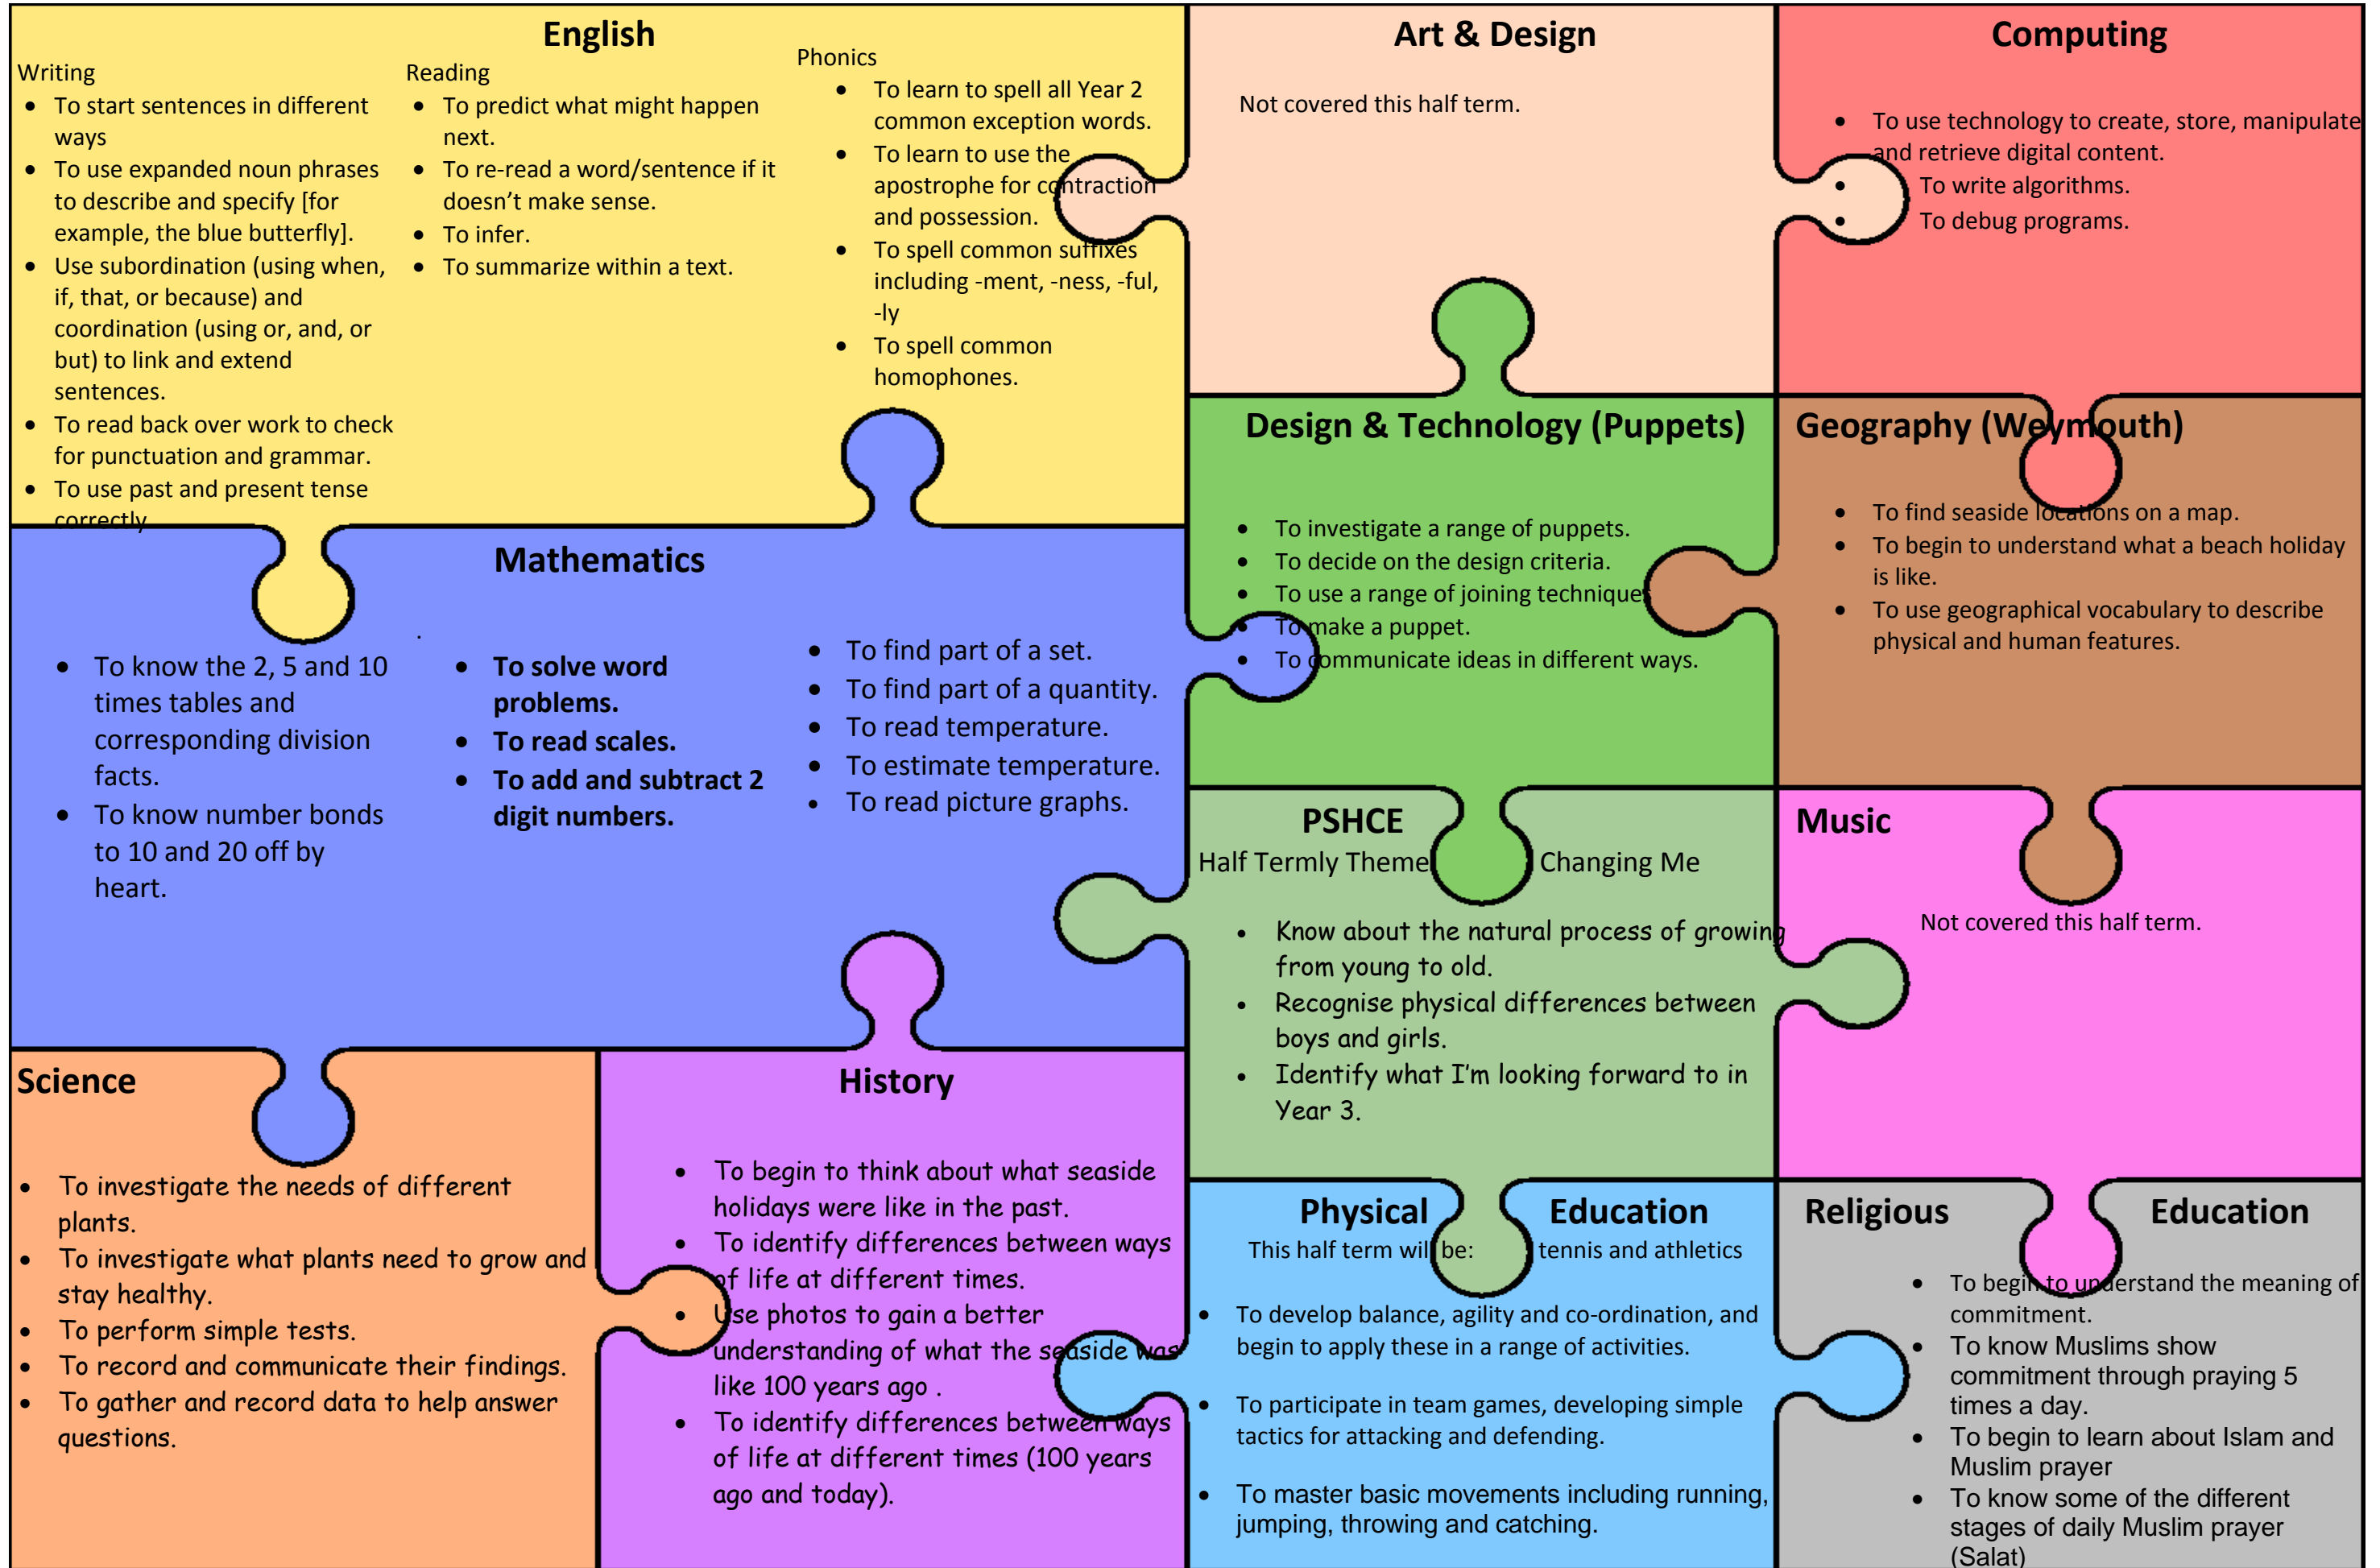 English
Writing
• To start sentences in different
ways
• To use expanded noun phrases
to describe and specify [for
example, the blue butterfly].
• Use subordination (using when,
if, that, or because) and
coordination (using or, and, or
but) to link and extend
sentences.
• To read back over work to check
for punctuation and grammar.
• To use past and present tense
correctly
Reading
• To predict what might happen
next.
• To re-read a word/sentence if it
doesn't make sense.
• To infer.
• To summarize within a text.
Phonics
• To learn to spell all Year 2
common exception words.
• To learn to use the
apostrophe for contraction
and possession.
• To spell common suffixes
including -ment, -ness, -ful,
-ly
• To spell common
homophones.
Art & Design
Not covered this half term.
Computing
• To use technology to create, store, manipulate
and retrieve digital content.
• To write algorithms.
• To debug programs.
Design & Technology (Puppets)
• To investigate a range of puppets.
• To decide on the design criteria.
• To use a range of joining technique
• To make a puppet.
• To communicate ideas in different ways.
Geography (Weymouth)
• To find seaside locations on a map.
• To begin to understand what a beach holiday
is like.
• To use geographical vocabulary to describe
physical and human features.
Mathematics
.
• To know the 2, 5 and 10
times tables and
corresponding division
facts.
• To know number bonds
to 10 and 20 off by
heart.
• To solve word
problems.
• To read scales.
• To add and subtract 2
digit numbers.
• To find part of a set.
• To find part of a quantity.
• To read temperature.
• To estimate temperature.
• To read picture graphs.
PSHCE
Half Termly Theme Changing Me
• Know about the natural process of growing
from young to old.
• Recognise physical differences between
boys and girls.
• Identify what I'm looking forward to in
Year 3.
Music
Not covered this half term.
Science
• To investigate the needs of different
plants.
• To investigate what plants need to grow and
stay healthy.
• To perform simple tests.
• To record and communicate their findings.
• To gather and record data to help answer
questions.
History
• To begin to think about what seaside
holidays were like in the past.
• To identify differences between ways
of life at different times.
• Use photos to gain a better
understanding of what the seaside was
like 100 years ago .
• To identify differences between ways
of life at different times (100 years
ago and today).
Physical Education
This half term will be: tennis and athletics
• To develop balance, agility and co-ordination, and
begin to apply these in a range of activities.
• To participate in team games, developing simple
tactics for attacking and defending.
• To master basic movements including running,
jumping, throwing and catching.
Religious Education
• To begin to understand the meaning of
commitment.
• To know Muslims show
commitment through praying 5
times a day.
• To begin to learn about Islam and
Muslim prayer
• To know some of the different
stages of daily Muslim prayer
(Salat)